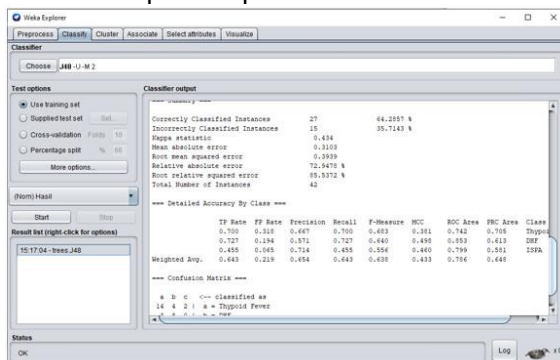 Weka Explorer
Preprocess Classify Cluster Associate Select attributes Visualize
Classifier
Choose J48 -U -M 2
Test options
Use training set
Supplied test set Set...
Cross-validation Folds 10
Percentage split % 66
More options...
(Nom) Hasil
Start Stop
Result list (right-click for options)
15:17:04 - trees.J48
Classifier output
=== Summary ===
Correctly Classified Instances 27 64.2857 %
Incorrectly Classified Instances 15 35.7143 %
Kappa statistic 0.434
Mean absolute error 0.3103
Root mean squared error 0.3939
Relative absolute error 72.9478 %
Root relative squared error 85.5372 %
Total Number of Instances 42
=== Detailed Accuracy By Class ===
TP Rate FP Rate Precision Recall F-Measure MCC ROC Area PRC Area Class
0.700 0.318 0.667 0.700 0.683 0.381 0.742 0.705 Thypoi
0.727 0.194 0.571 0.727 0.640 0.498 0.853 0.613 DHF
0.455 0.065 0.714 0.455 0.556 0.460 0.799 0.581 ISPA
Weighted Avg. 0.643 0.219 0.654 0.643 0.638 0.433 0.786 0.648
=== Confusion Matrix ===
a b c <-- classified as
14 4 2 | a = Thypoid Fever
Status
OK
Log